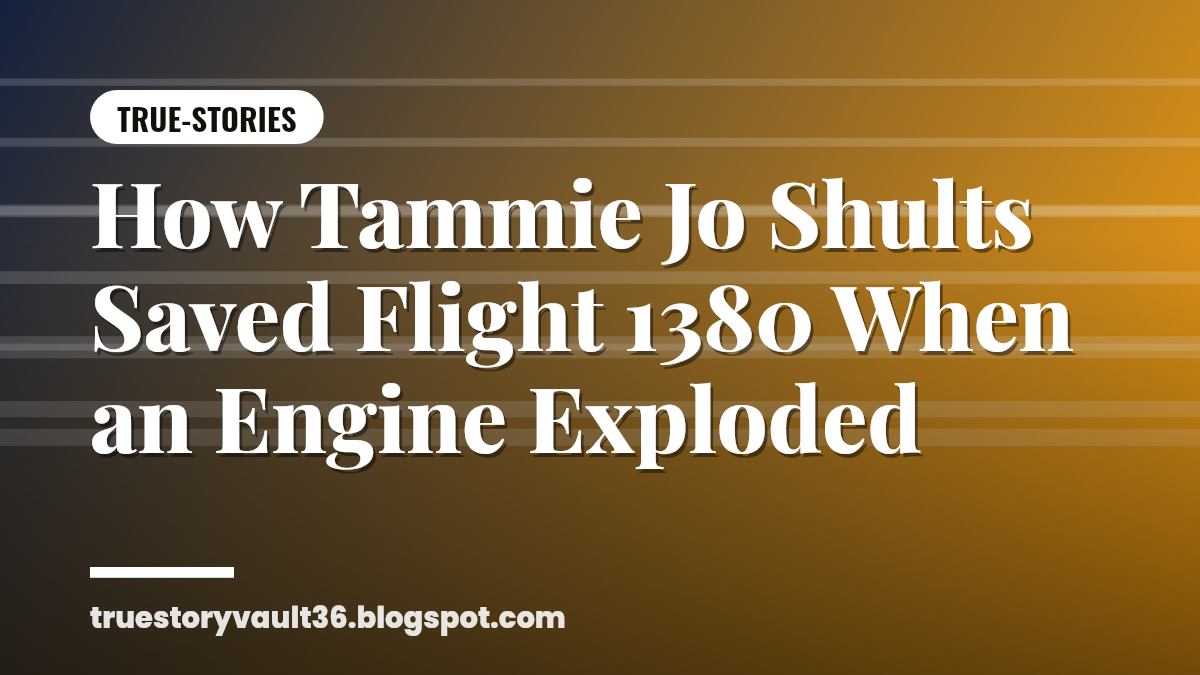 TRUE-STORIES
How Tammie Jo Shults
Saved Flight 1380 When
an Engine Exploded
truestoryvault36.blogspot.com